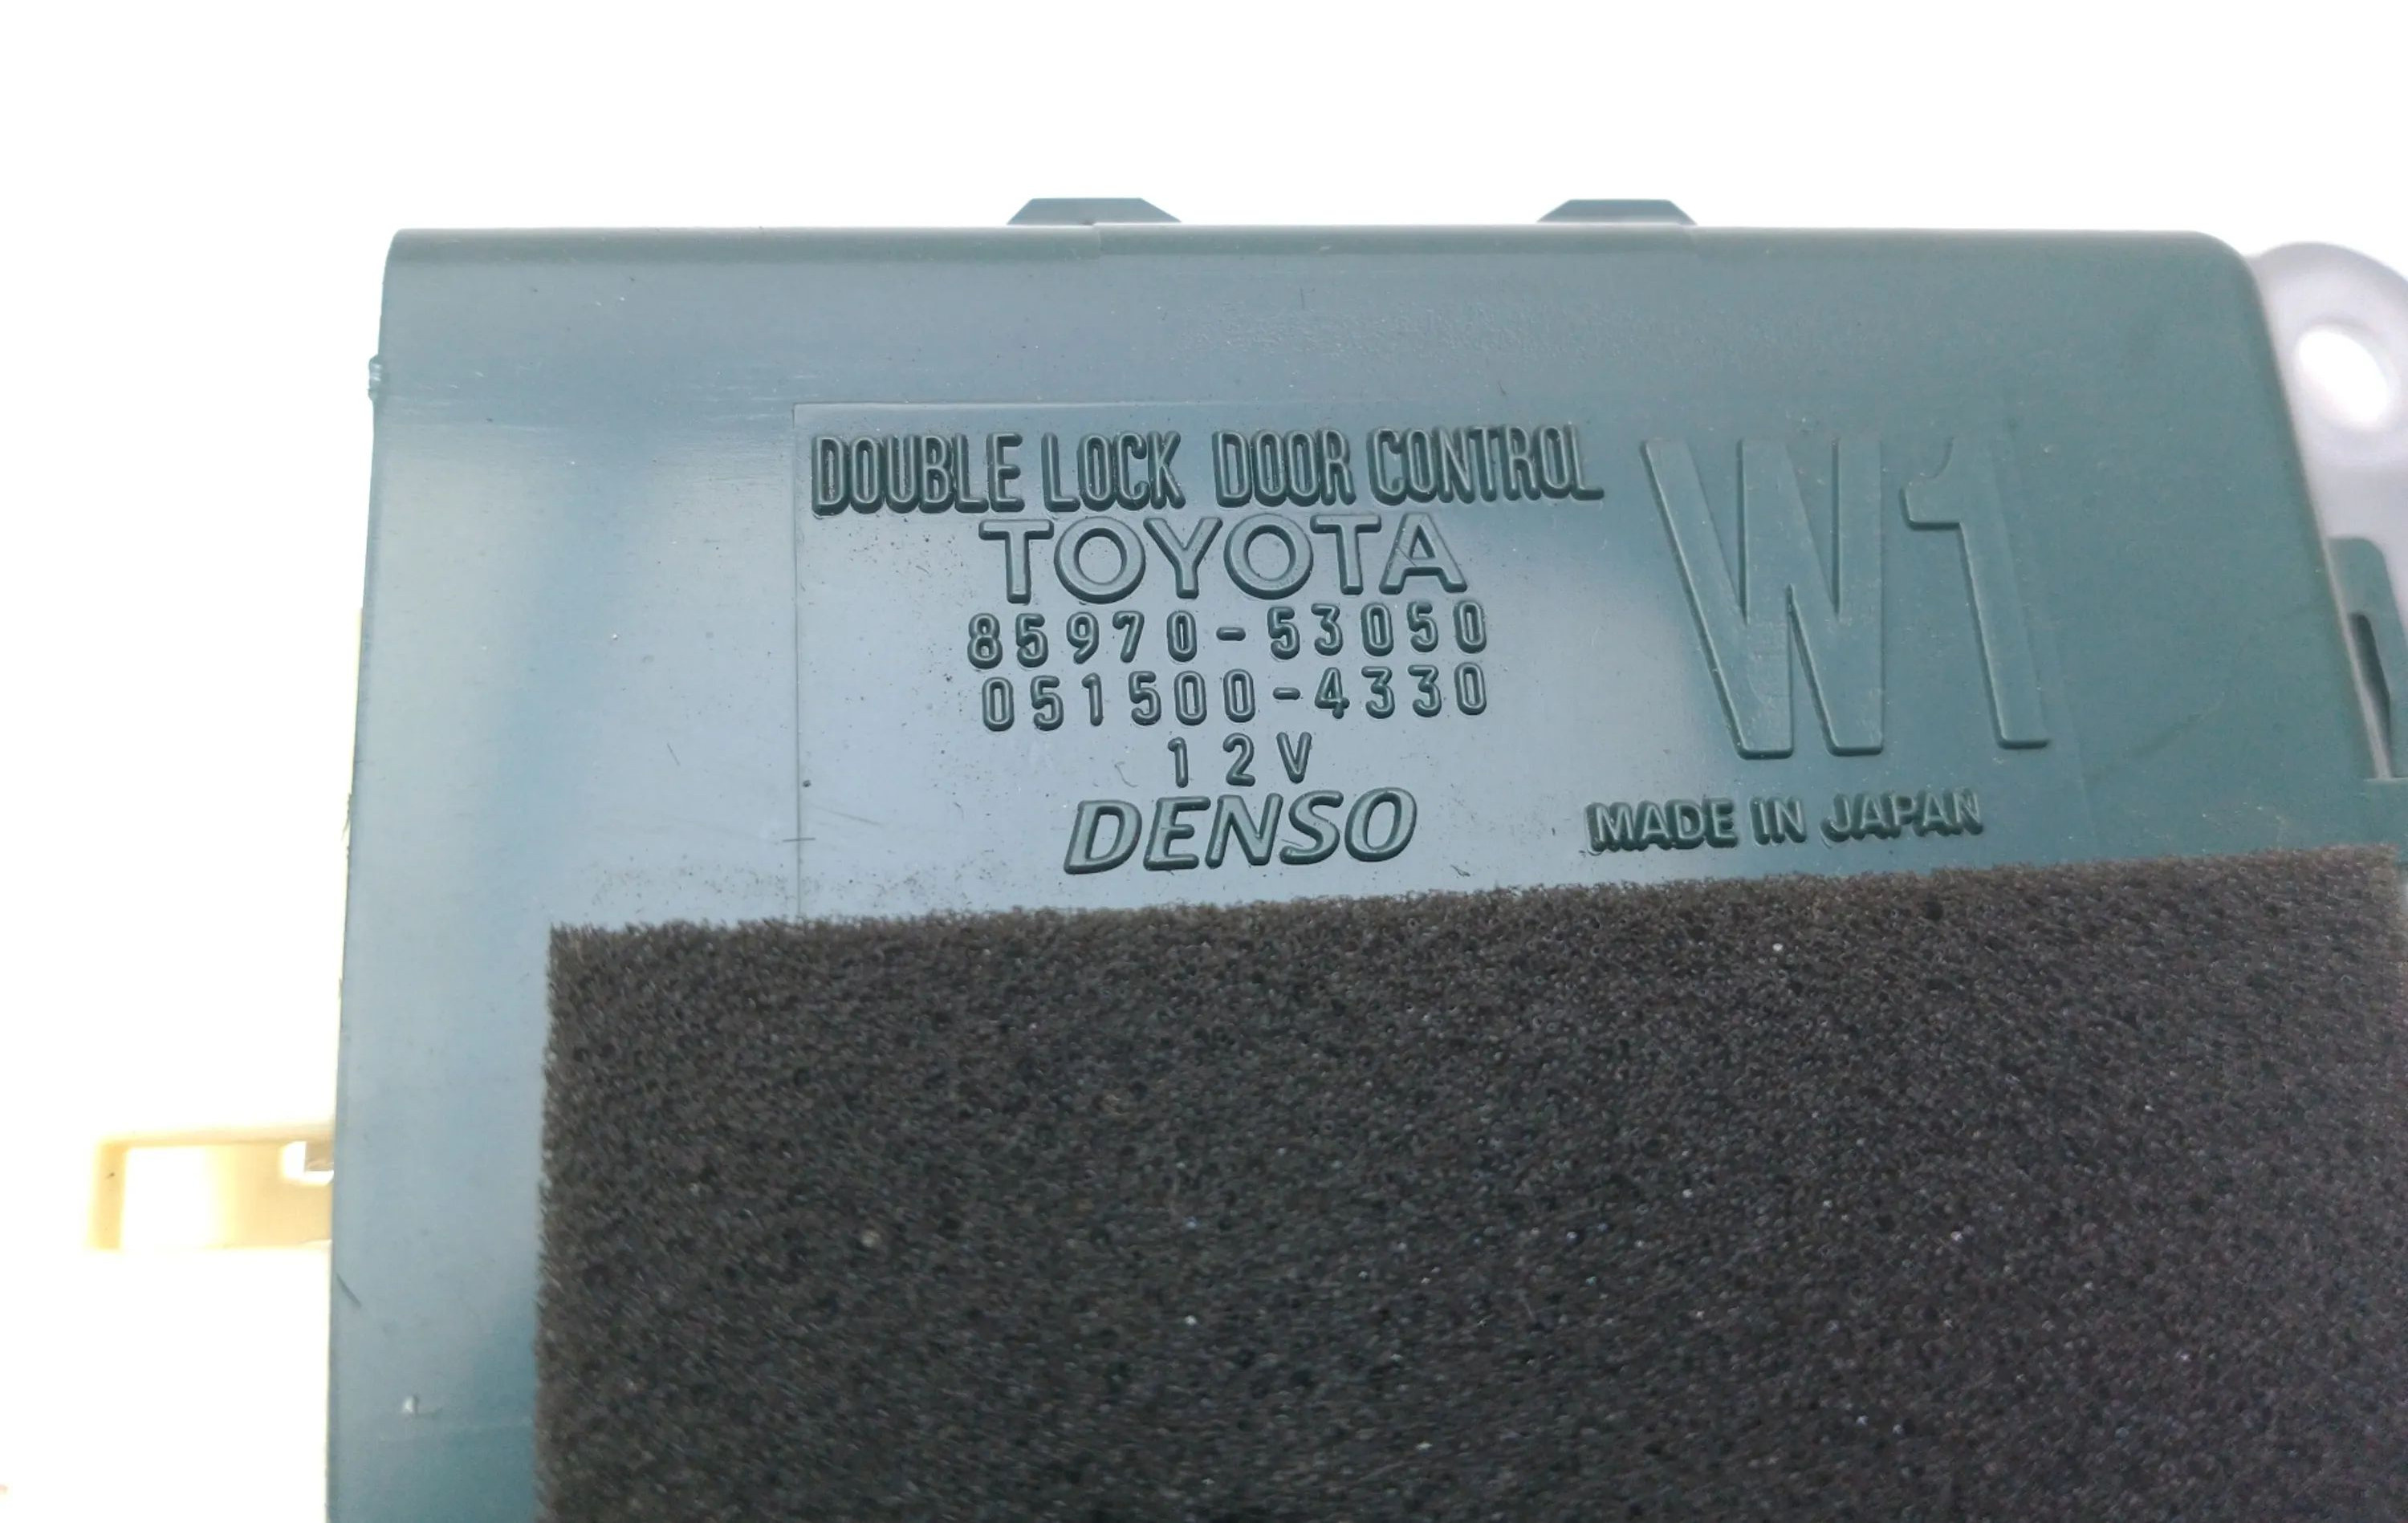 DOUBLE LOCK DOOR CONTROL
TOYOTA
85970-53050
051500-4330
12V
DENSO
W1
MADE IN JAPAN